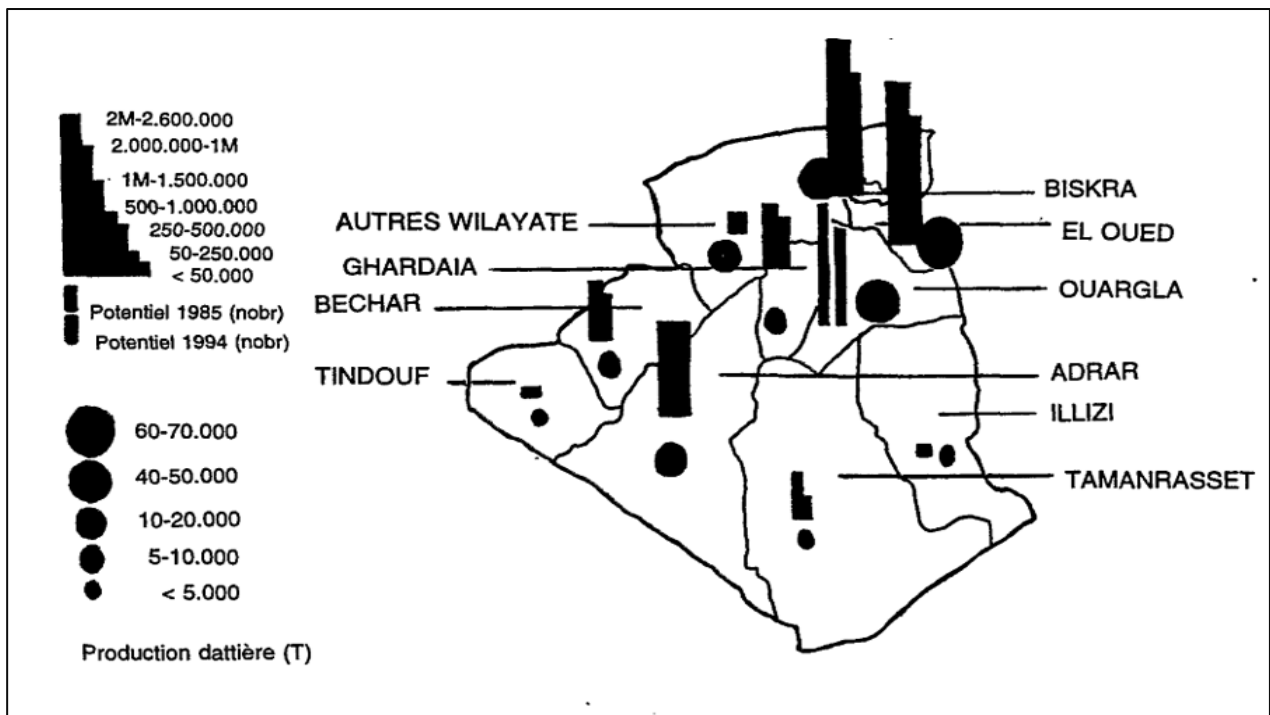 2M-2.600.000
2.000.000-1M
1M-1.500.000
500-1.000.000
250-500.000
50-250.000
< 50.000
Potentiel 1985 (nobr)
Potentiel 1994 (nobr)
60-70.000
40-50.000
10-20.000
5-10.000
< 5.000
Production dattière (T)
AUTRES WILAYATE
GHARDAIA
BECHAR
TINDOUF
BISKRA
EL OUED
OUARGLA
ADRAR
ILLIZI
TAMANRASSET